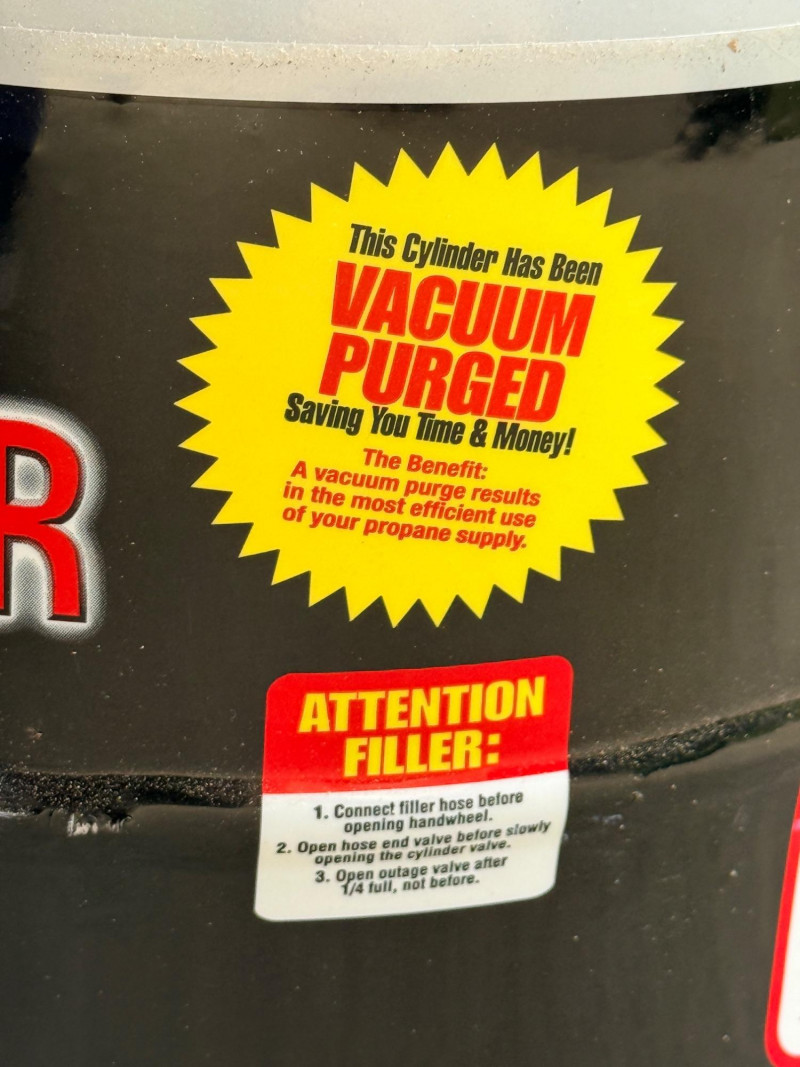 This Cylinder Has Been
VACUUM
PURGED
Saving You Time & Money!
The Benefit:
A vacuum purge results
in the most efficient use
of your propane supply.
R
ATTENTION
FILLER:
1. Connect filler hose before
opening handwheel.
2. Open hose end valve before slowly
opening the cylinder valve.
3. Open outage valve after
1/4 full, not before.